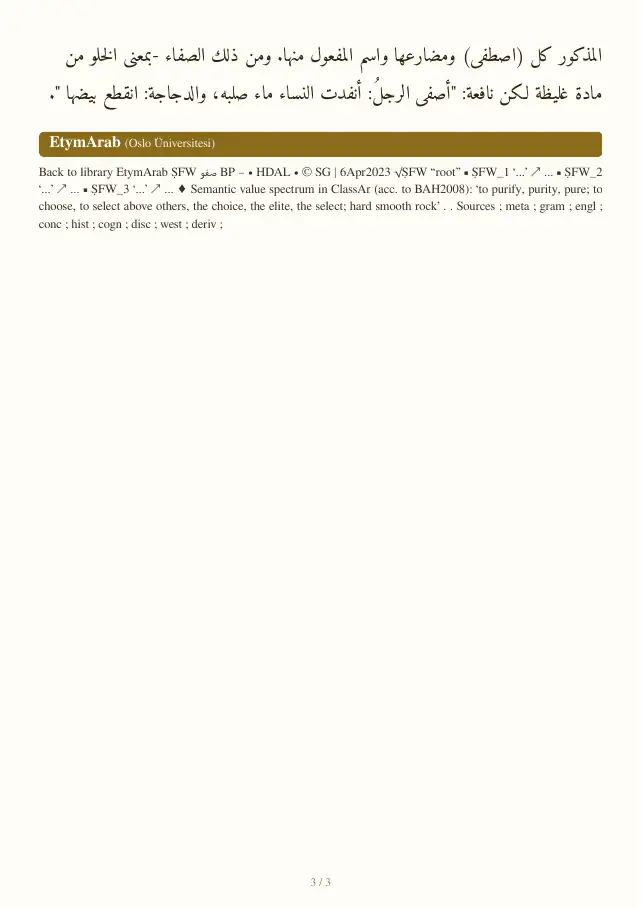 المذكور كل (اصطفى) ومضارعها واسم المفعول منها. ومن ذلك الصفاء -بمعنى الخلو من
مادة غليظة لكن نافعة: "أصفى الرجلُ: أنفدت النساء ماء صلبه، والدجاجة: انقطع بيضها ".
EtymArab (Oslo Üniversitesi)
Back to library EtymArab ṢFW صفو BP – • HDAL • © SG | 6Apr2023 √ṢFW “root” ▪ ṢFW_1 ‘...’ ↗ ... ▪ ṢFW_2
‘...’ ↗ ... ▪ ṢFW_3 ‘...’ ↗ ... ♦ Semantic value spectrum in ClassAr (acc. to BAH2008): ‘to purify, purity, pure; to
choose, to select above others, the choice, the elite, the select; hard smooth rock’ . . Sources ; meta ; gram ; engl ;
conc ; hist ; cogn ; disc ; west ; deriv ;
3 / 3